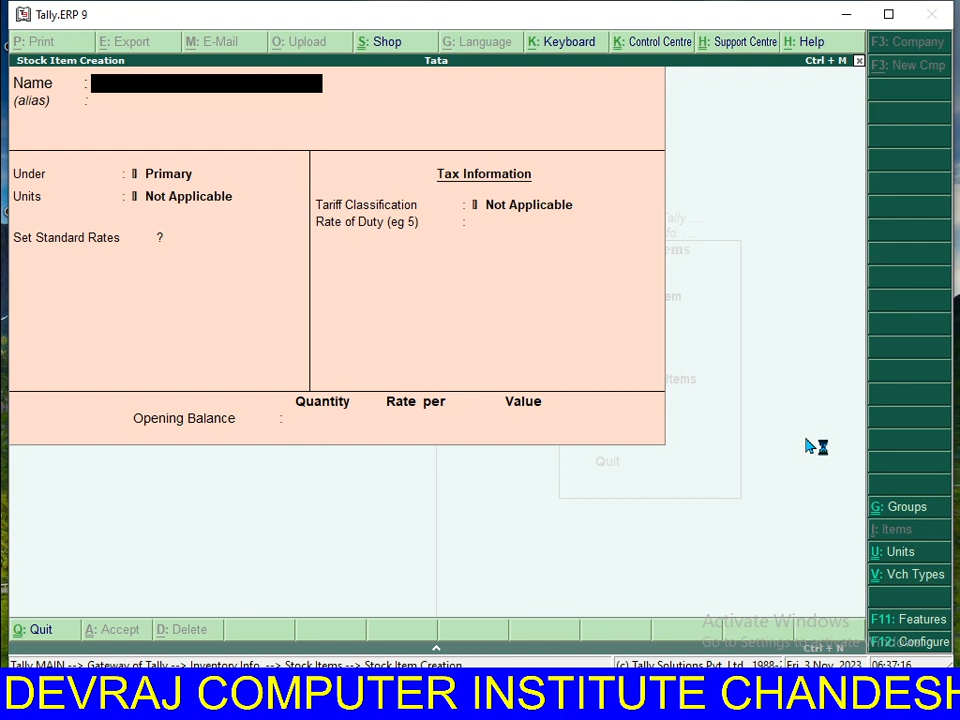 Tally.ERP 9
P: Print E: Export M: E-Mail O: Upload S: Shop G: Language K: Keyboard K: Control Centre H: Support Centre H: Help F3: Company
Stock Item Creation Tata Ctrl + M F3: New Cmp
Name :
(alias) :
Under : Primary Tax Information
Units : Not Applicable
Tariff Classification : Not Applicable
Rate of Duty (eg 5) :
Set Standard Rates ?
Quantity Rate per Value
Opening Balance :
Quit
G: Groups
I: Items
U: Units
V: Vch Types
F11: Features
F12: Configure
Activate Windows
Go to Settings to activate
Q: Quit A: Accept D: Delete
Ctrl + N
Tally MAIN --> Gateway of Tally --> Inventory Info. --> Stock Items --> Stock Item Creation (c) Tally Solutions Pvt. Ltd., 1988- Fri, 3 Nov, 2023 06:37:16
DEVRAJ COMPUTER INSTITUTE CHANDESH